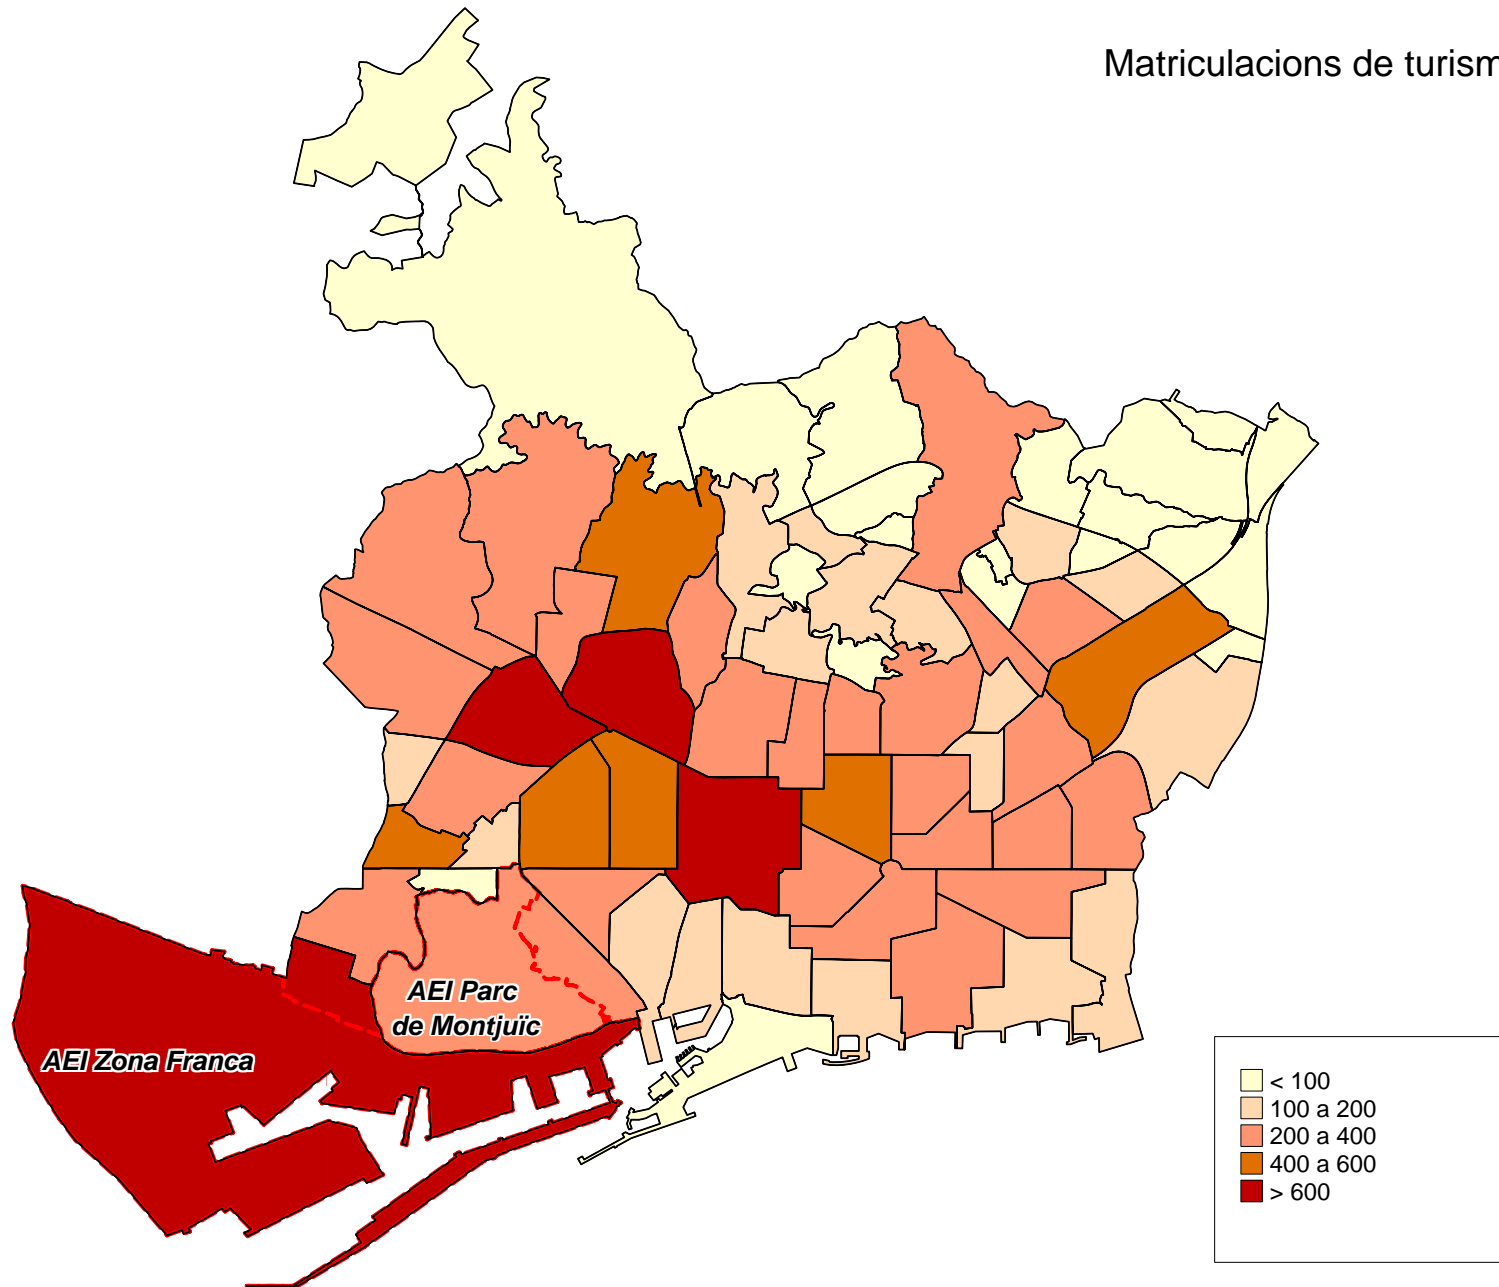 Matriculacions de turism
AEI Parc
de Montjuïc
AEI Zona Franca
< 100
100 a 200
200 a 400
400 a 600
> 600